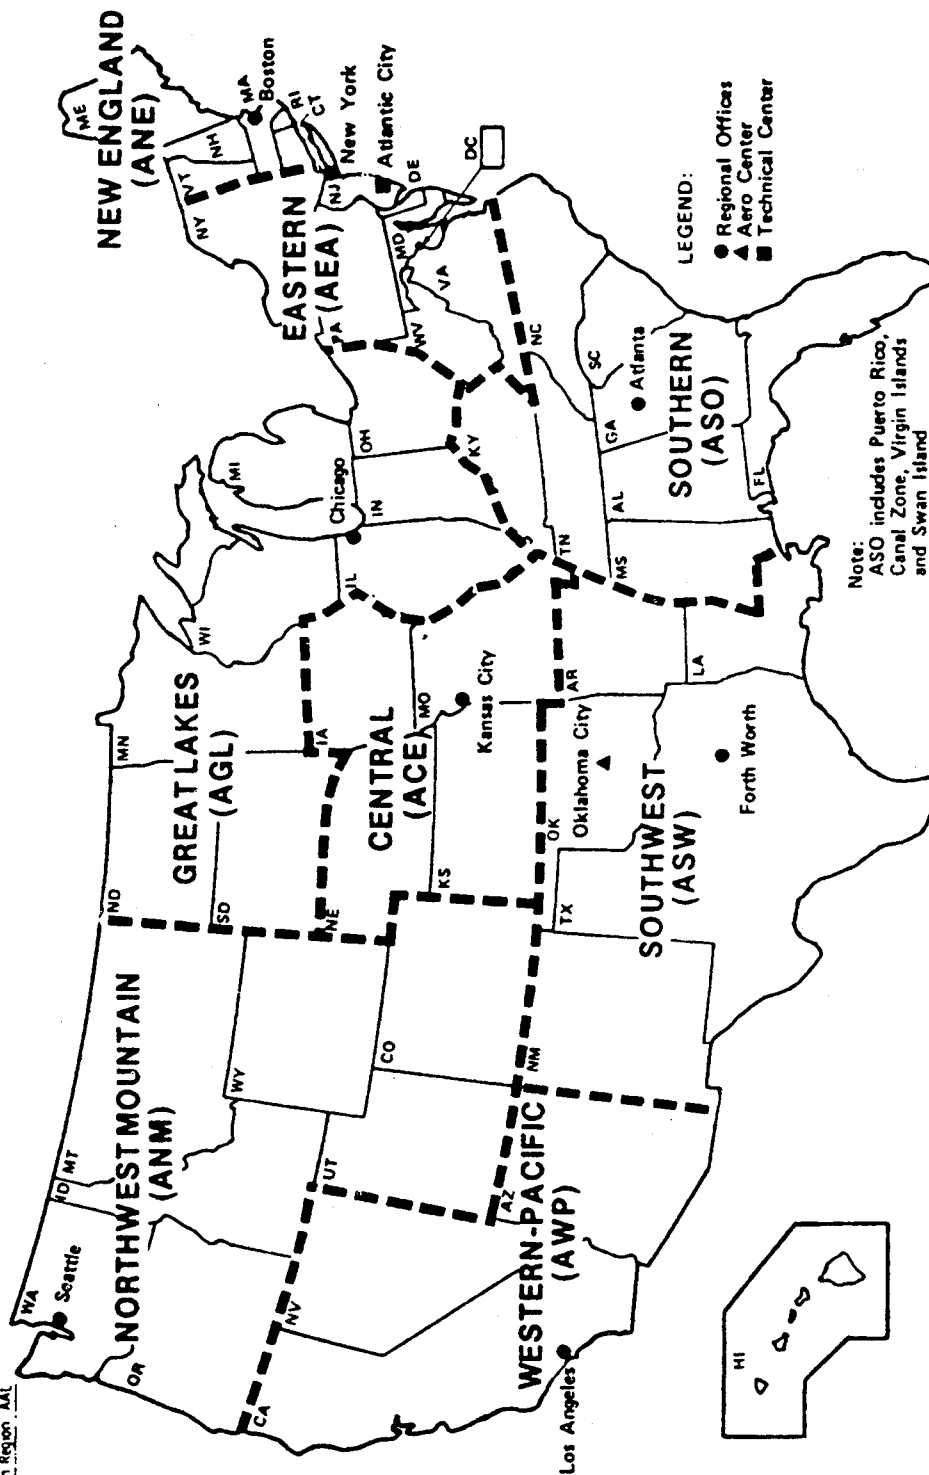 n Region AAL
WA
Seattle
ID
MT
ND
MN
WI
MI
ME
NEW ENGLAND
(ANE)
VT
NH
MA
Boston
RI
CT
NY
NORTHWEST MOUNTAIN
(ANM)
OR
WY
SD
GREAT LAKES
(AGL)
IA
IL
Chicago
IN
OH
PA
EASTERN
(AEA)
NJ
New York
Atlantic City
DE
MD
DC
WV
VA
CA
NV
UT
CO
NE
CENTRAL
(ACE)
KS
MO
Kansas City
KY
NC
WESTERN-PACIFIC
(AWP)
AZ
NM
Los Angeles
OK
Oklahoma City
AR
TN
TX
SOUTHWEST
(ASW)
Forth Worth
LA
MS
AL
GA
SC
Atlanta
SOUTHERN
(ASO)
FL
HI
LEGEND:
Regional Offices
Aero Center
Technical Center
Note:
ASO includes Puerto Rico,
Canal Zone, Virgin Islands
and Swan Island